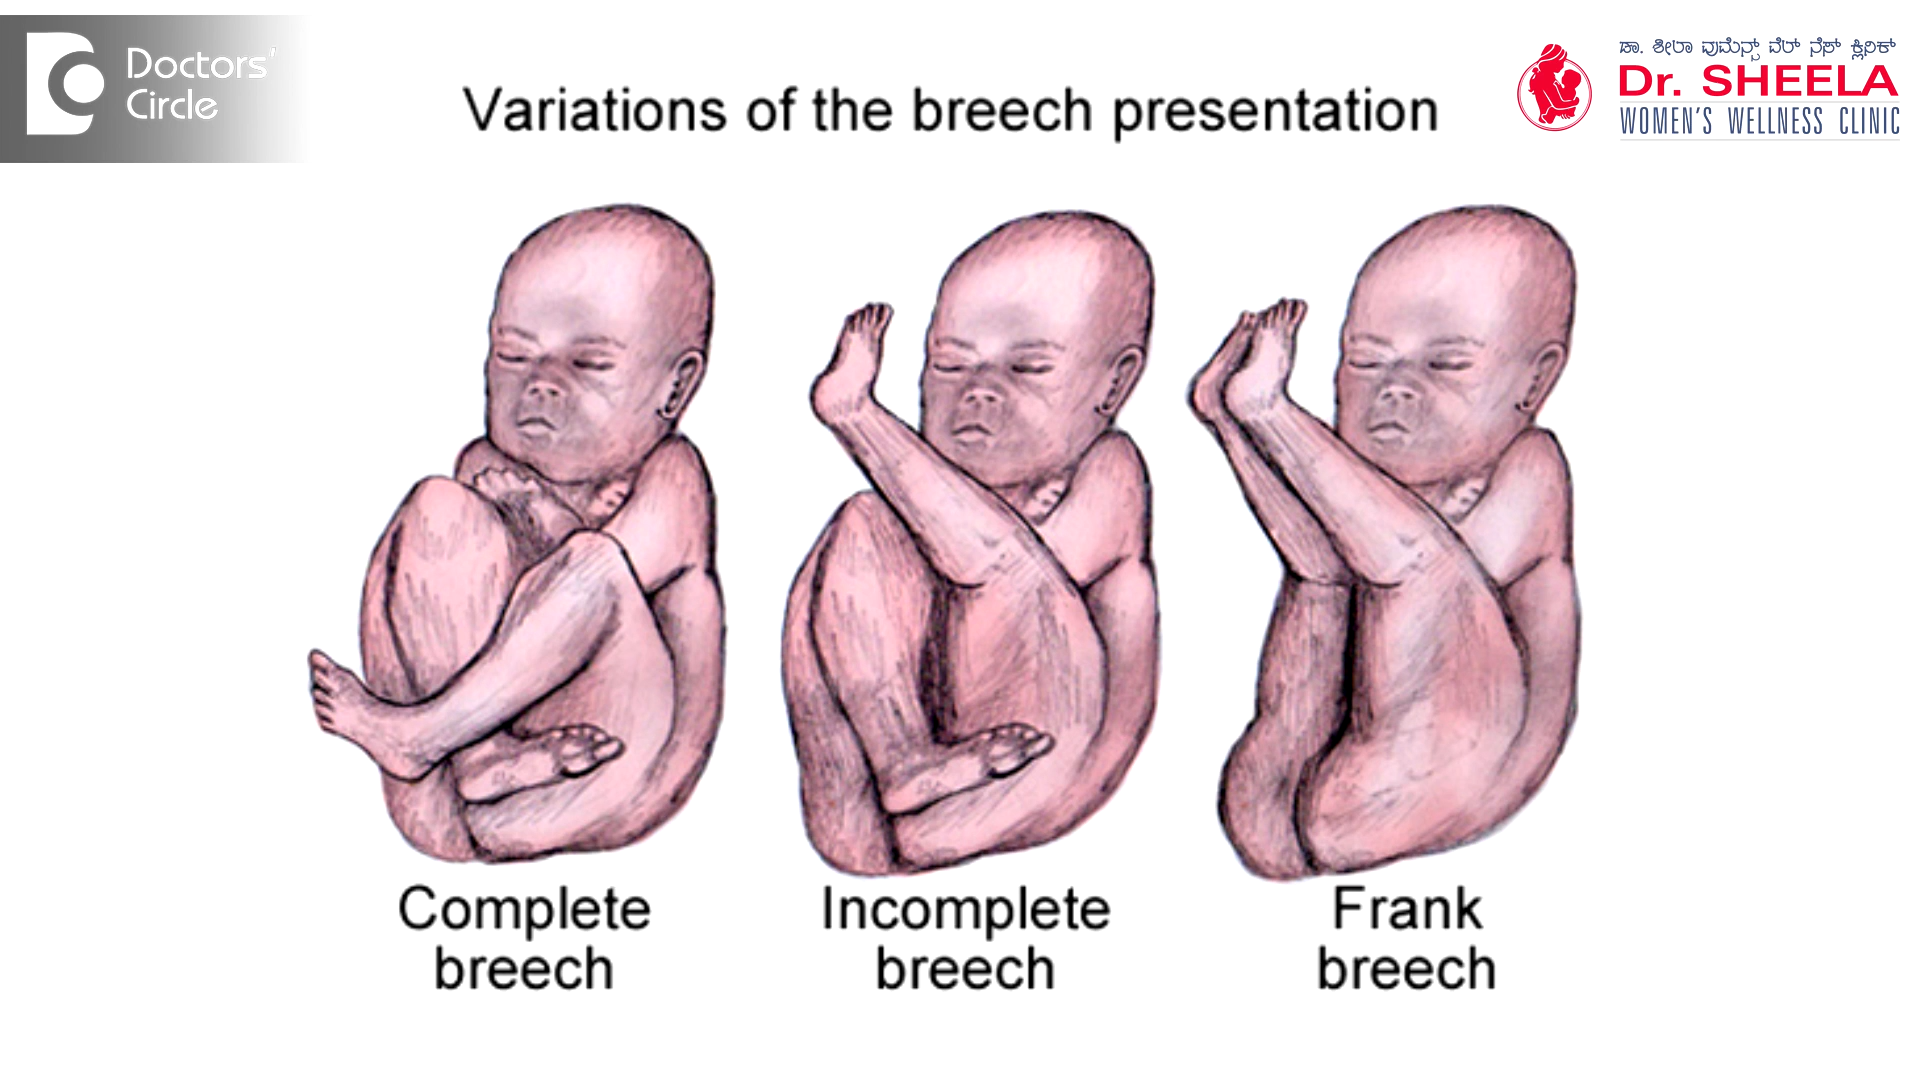 Doctors'
Circle
Variations of the breech presentation
ಡಾ. ಶೀಲಾ ವುಮೆನ್ಸ್ ವೆಲ್ ನೆಸ್ ಕ್ಲಿನಿಕ್
Dr. SHEELA
WOMEN'S WELLNESS CLINIC
Complete
breech
Incomplete
breech
Frank
breech